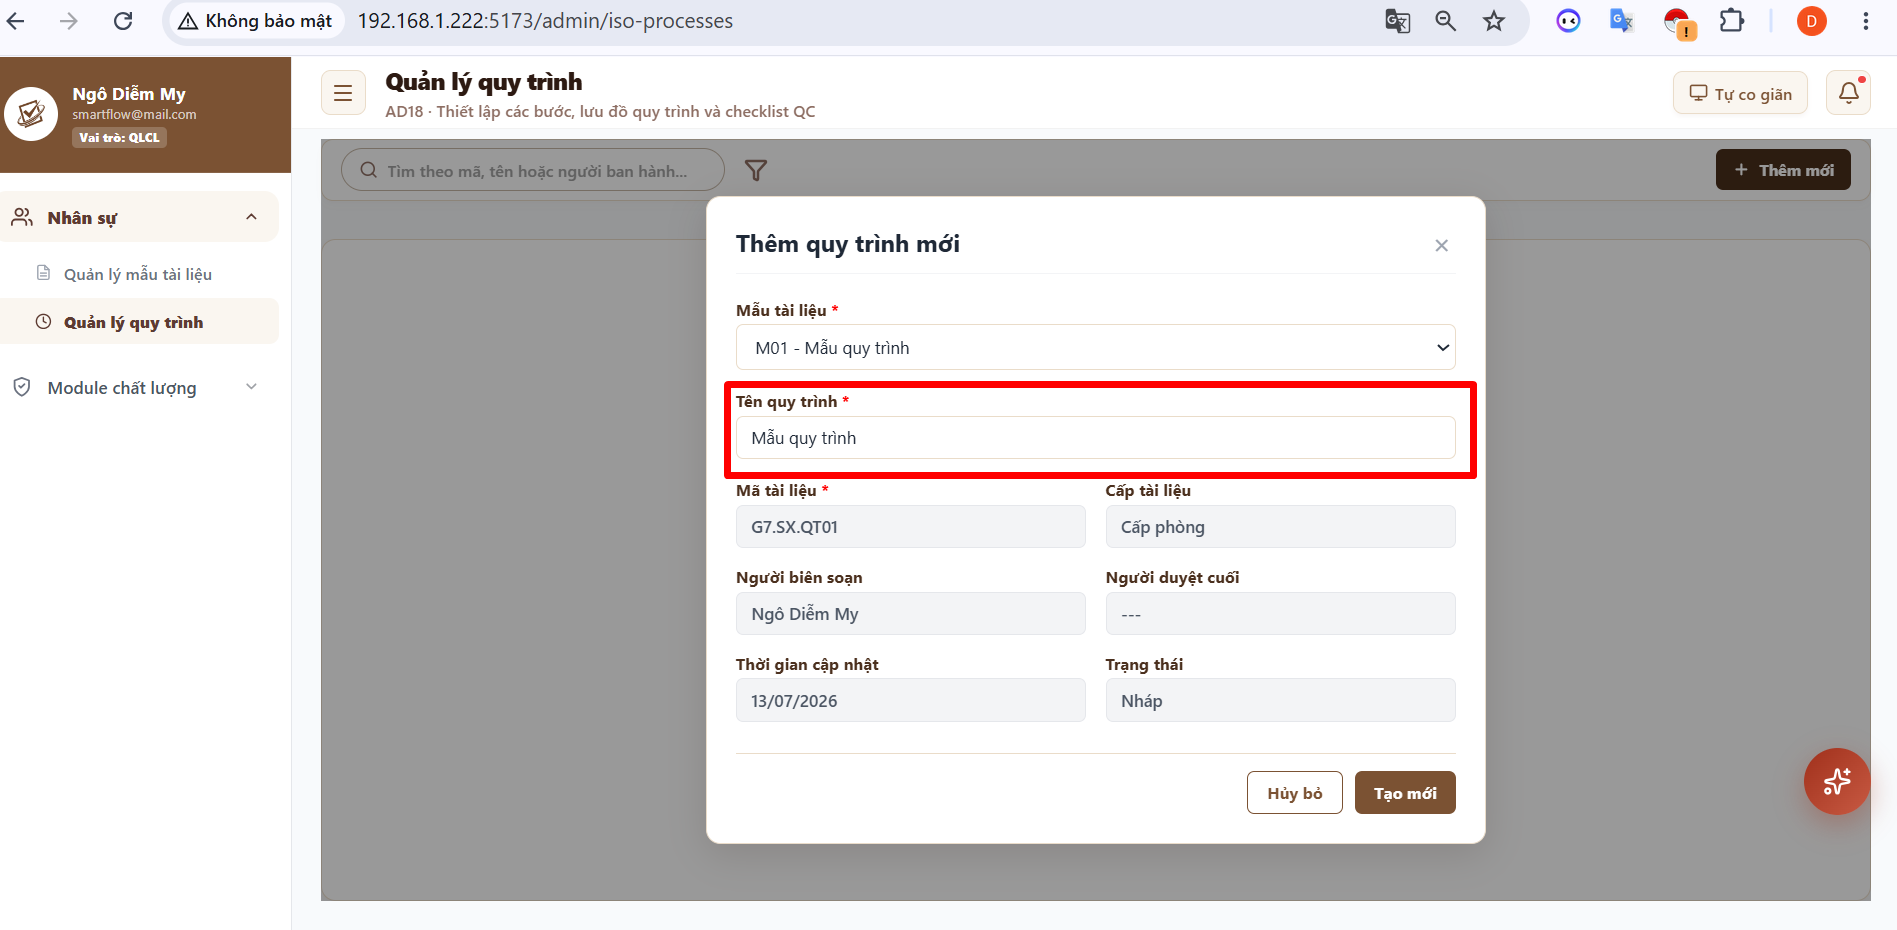 Không bảo mật
192.168.1.222:5173/admin/iso-processes
D
Ngô Diễm My
smartflow@mail.com
Vai trò: QLCL
Quản lý quy trình
AD18 · Thiết lập các bước, lưu đồ quy trình và checklist QC
Tự co giãn
Nhân sự
Quản lý mẫu tài liệu
Quản lý quy trình
Module chất lượng
Tìm theo mã, tên hoặc người ban hành...
+ Thêm mới
Thêm quy trình mới
Mẫu tài liệu *
M01 - Mẫu quy trình
Tên quy trình *
Mẫu quy trình
Mã tài liệu *
Cấp tài liệu
G7.SX.QT01
Cấp phòng
Người biên soạn
Người duyệt cuối
Ngô Diễm My
---
Thời gian cập nhật
Trạng thái
13/07/2026
Nháp
Hủy bỏ
Tạo mới